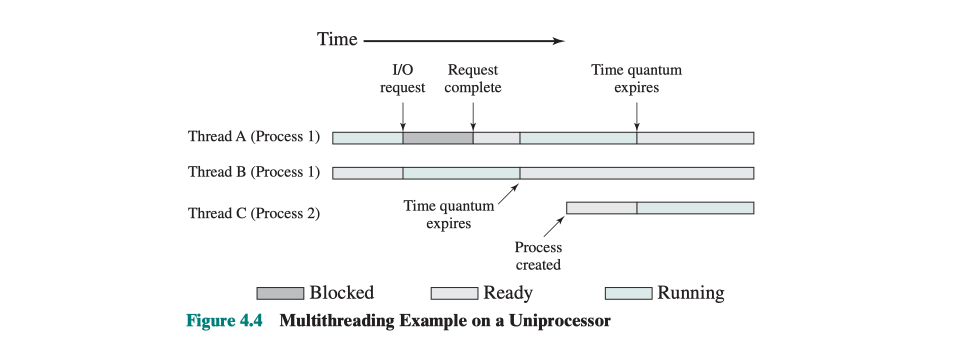 Time
I/O
request
Request
complete
Time quantum
expires
Thread A (Process 1)
Thread B (Process 1)
Time quantum
expires
Thread C (Process 2)
Process
created
Blocked
Ready
Running
Figure 4.4 Multithreading Example on a Uniprocessor